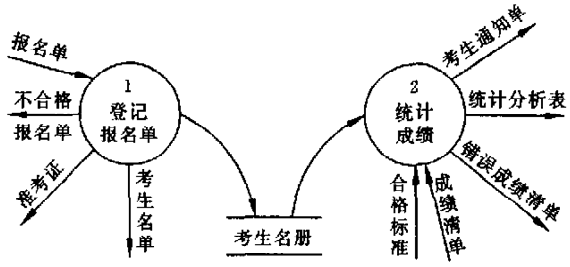 报名单
不合格
报名单
准考证
考生名单
1
登记
报名单
考生名册
2
统计
成绩
考生通知单
统计分析表
错误成绩清单
合格标准
成绩清单